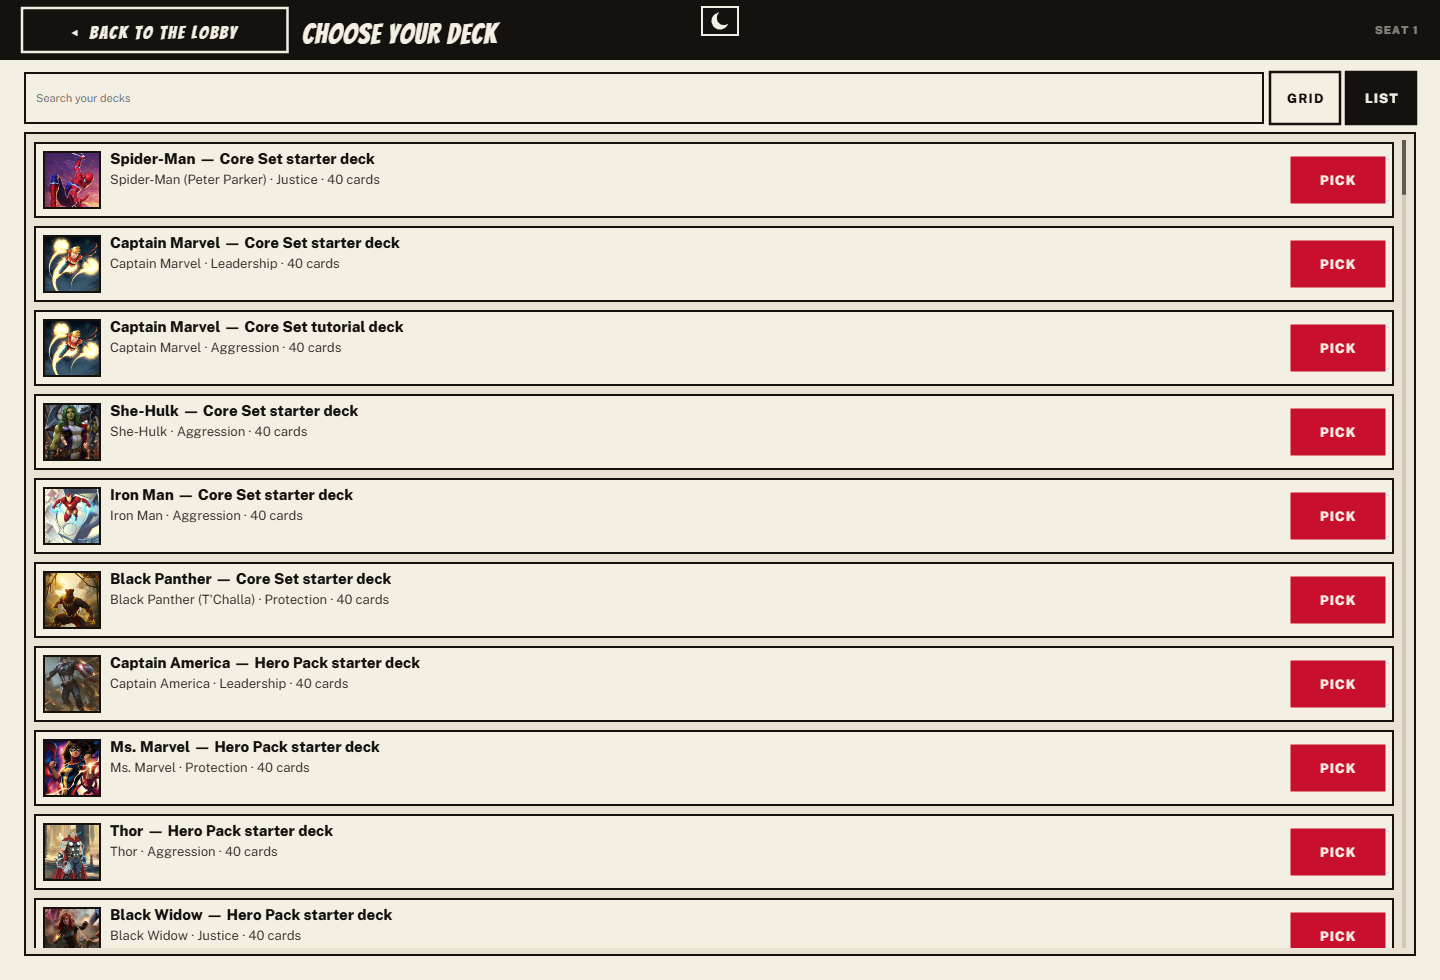 ◂ BACK TO THE LOBBY
CHOOSE YOUR DECK
SEAT 1
Search your decks
GRID
LIST
Spider-Man — Core Set starter deck
Spider-Man (Peter Parker) · Justice · 40 cards
PICK
Captain Marvel — Core Set starter deck
Captain Marvel · Leadership · 40 cards
PICK
Captain Marvel — Core Set tutorial deck
Captain Marvel · Aggression · 40 cards
PICK
She-Hulk — Core Set starter deck
She-Hulk · Aggression · 40 cards
PICK
Iron Man — Core Set starter deck
Iron Man · Aggression · 40 cards
PICK
Black Panther — Core Set starter deck
Black Panther (T'Challa) · Protection · 40 cards
PICK
Captain America — Hero Pack starter deck
Captain America · Leadership · 40 cards
PICK
Ms. Marvel — Hero Pack starter deck
Ms. Marvel · Protection · 40 cards
PICK
Thor — Hero Pack starter deck
Thor · Aggression · 40 cards
PICK
Black Widow — Hero Pack starter deck
Black Widow · Justice · 40 cards
PICK